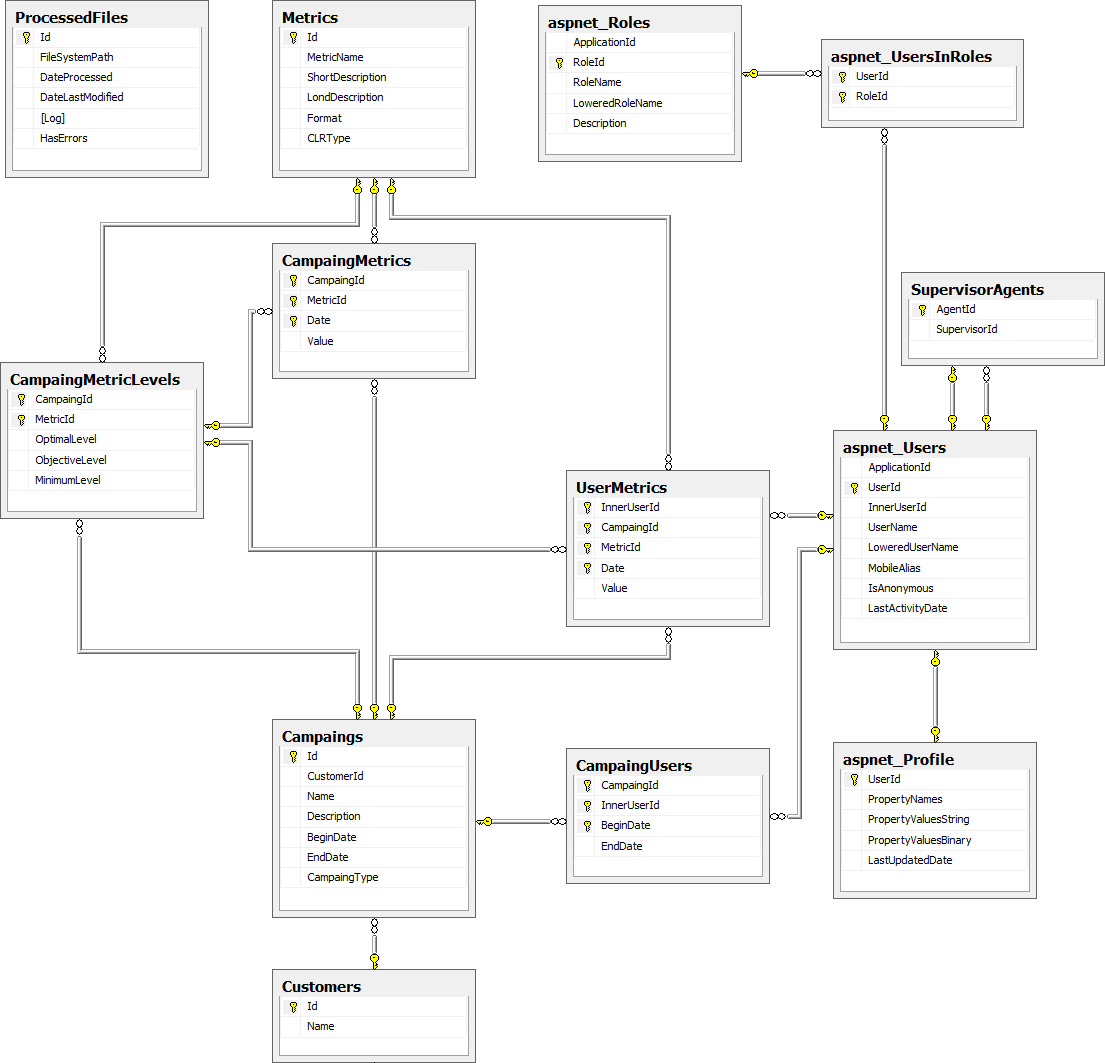 ProcessedFiles
Id
FileSystemPath
DateProcessed
DateLastModified
[Log]
HasErrors
Metrics
Id
MetricName
ShortDescription
LondDescription
Format
CLRType
aspnet_Roles
ApplicationId
RoleId
RoleName
LoweredRoleName
Description
aspnet_UsersInRoles
UserId
RoleId
CampaingMetrics
CampaingId
MetricId
Date
Value
SupervisorAgents
AgentId
SupervisorId
CampaingMetricLevels
CampaingId
MetricId
OptimalLevel
ObjectiveLevel
MinimumLevel
UserMetrics
InnerUserId
CampaingId
MetricId
Date
Value
aspnet_Users
ApplicationId
UserId
InnerUserId
UserName
LoweredUserName
MobileAlias
IsAnonymous
LastActivityDate
Campaings
Id
CustomerId
Name
Description
BeginDate
EndDate
CampaingType
CampaingUsers
CampaingId
InnerUserId
BeginDate
EndDate
aspnet_Profile
UserId
PropertyNames
PropertyValuesString
PropertyValuesBinary
LastUpdatedDate
Customers
Id
Name